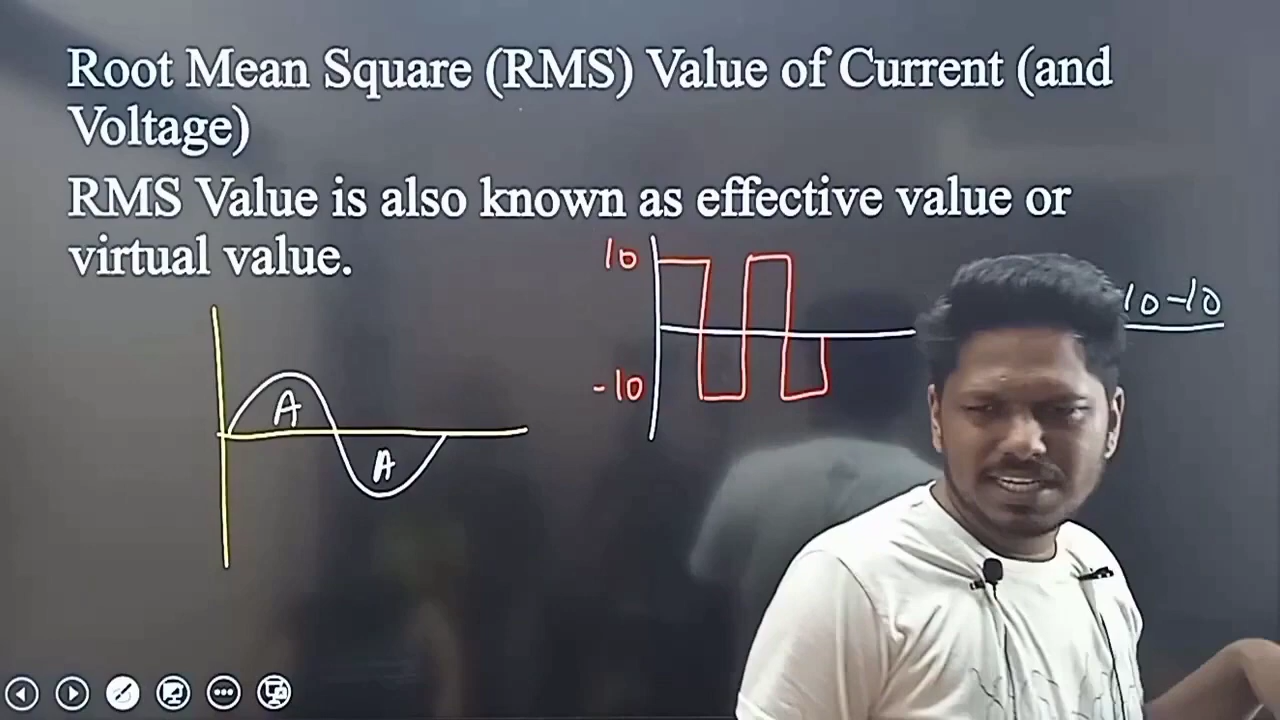 Root Mean Square (RMS) Value of Current (and
Voltage)
RMS Value is also known as effective value or
virtual value.
10
10-10
-10
A
A